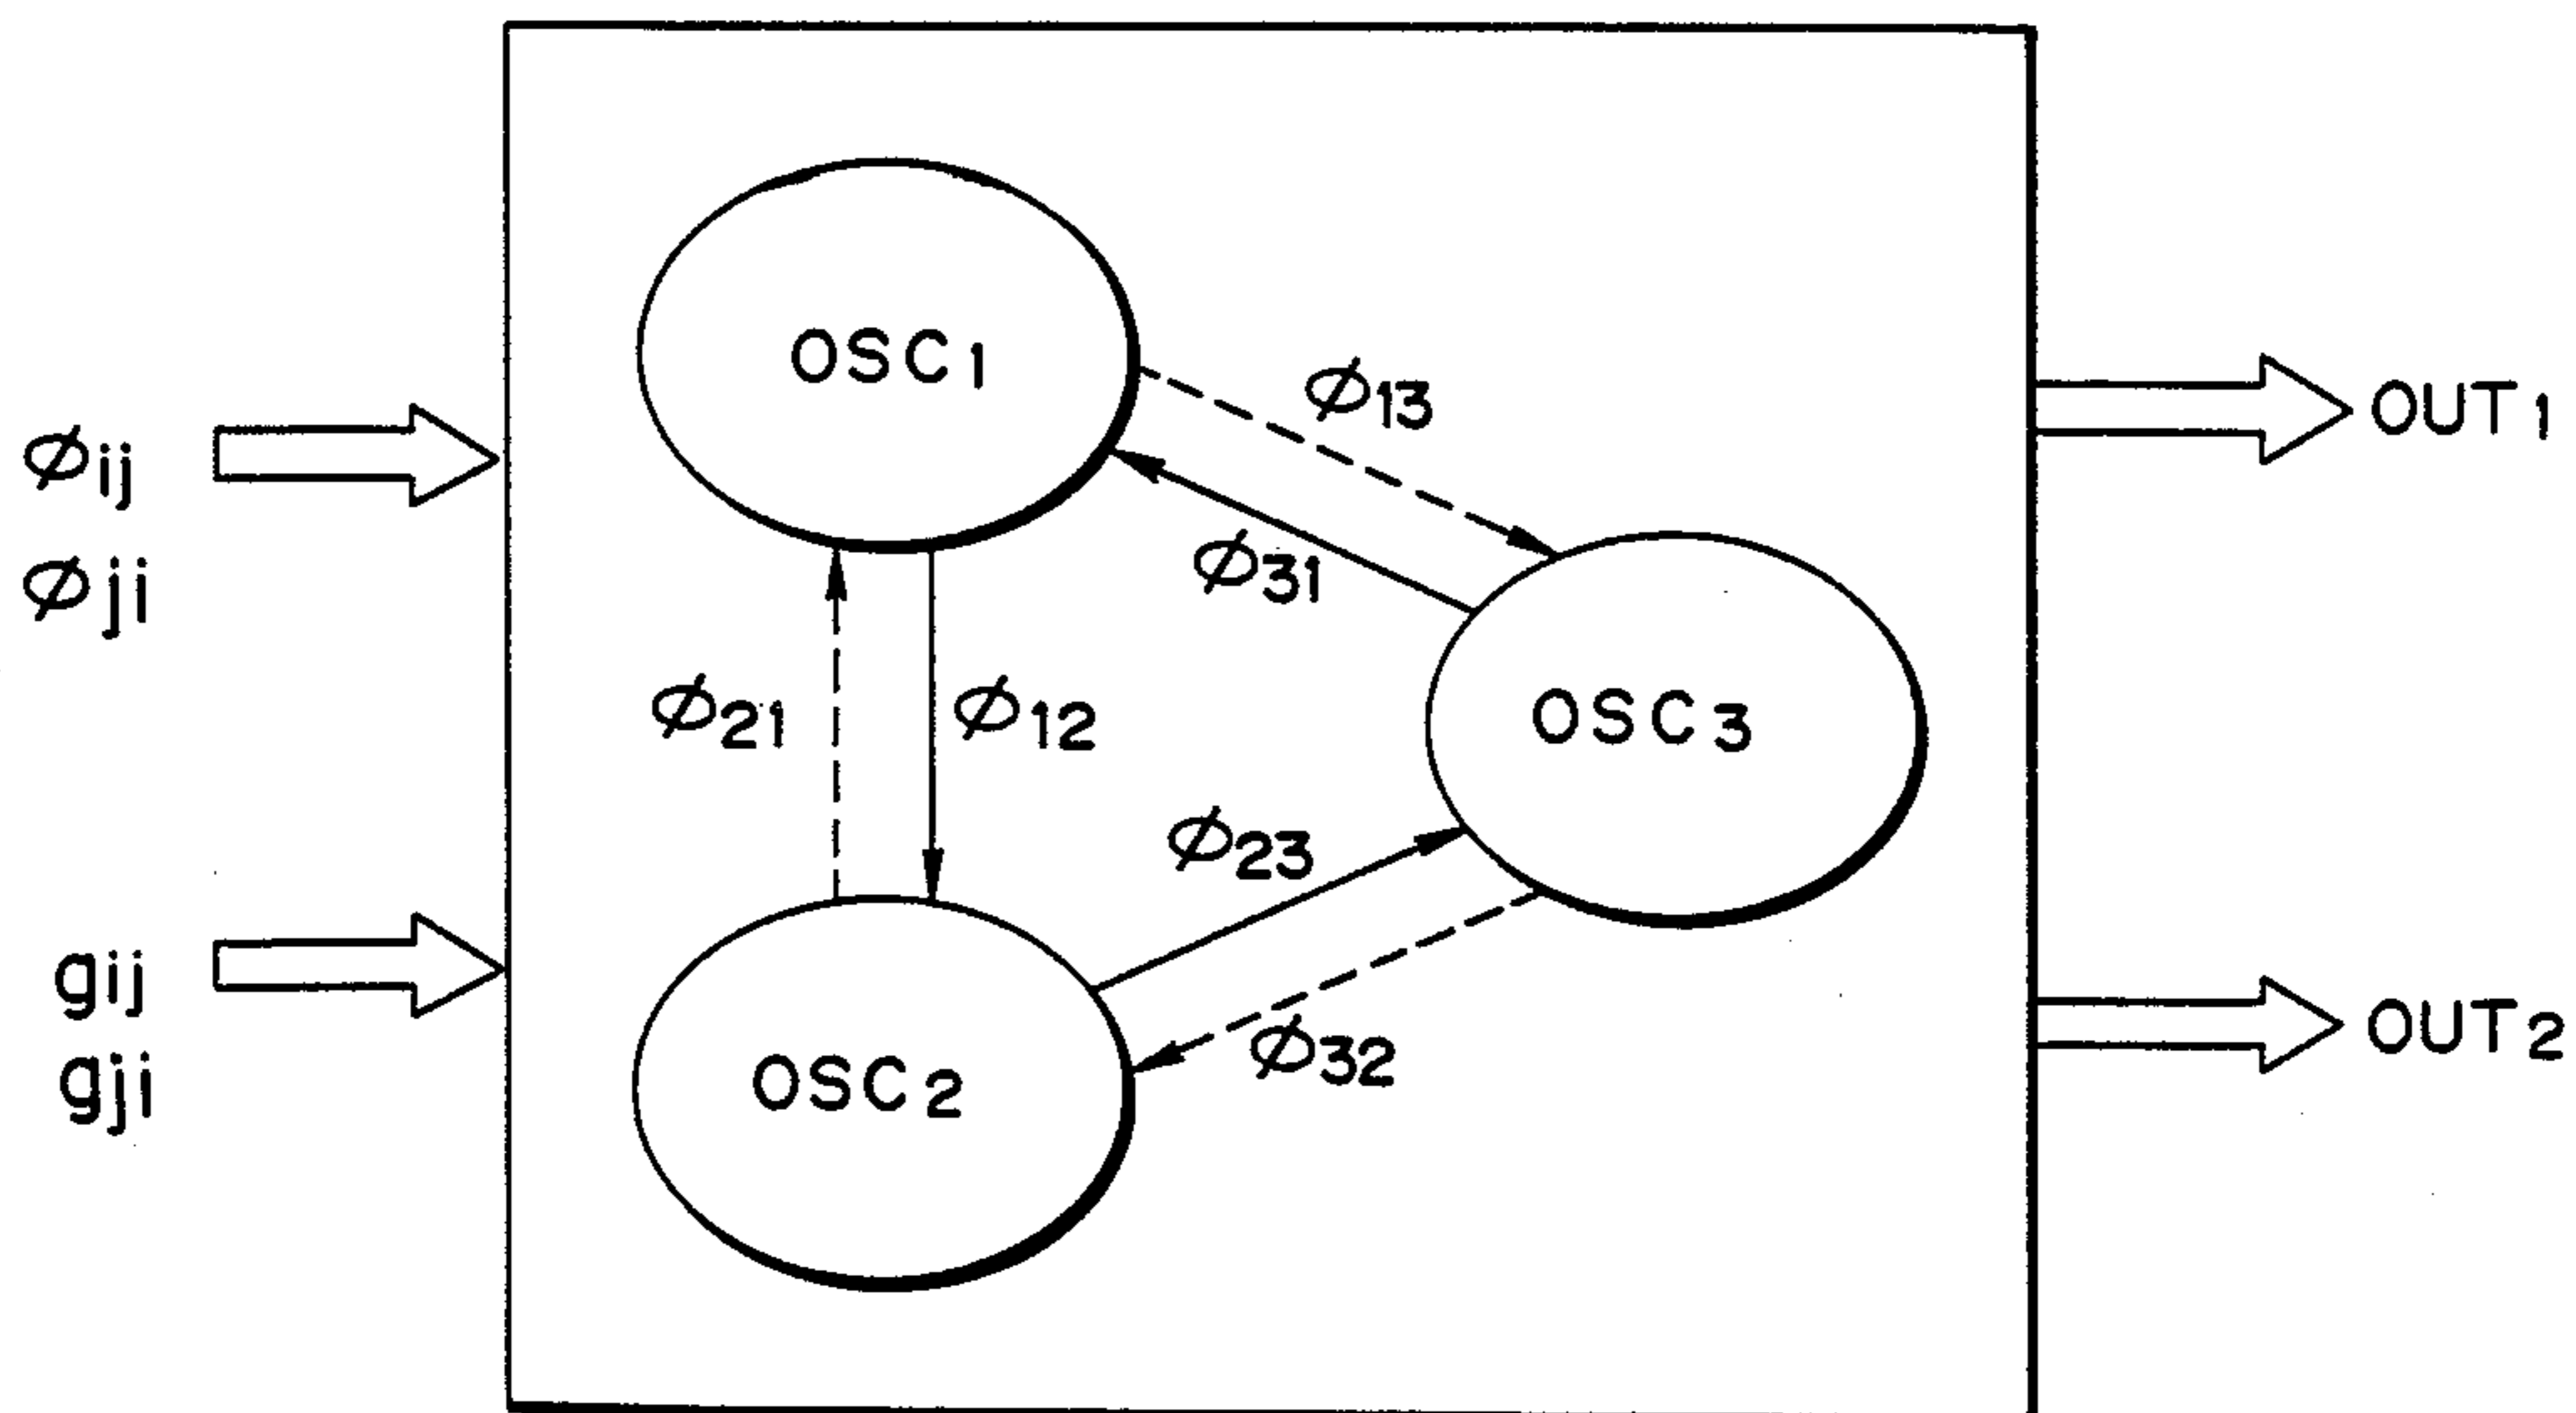 OSC1
ø13
OUT1
øij
øji
ø31
ø21
ø12
OSC3
ø23
gij
gji
OSC2
ø32
OUT2